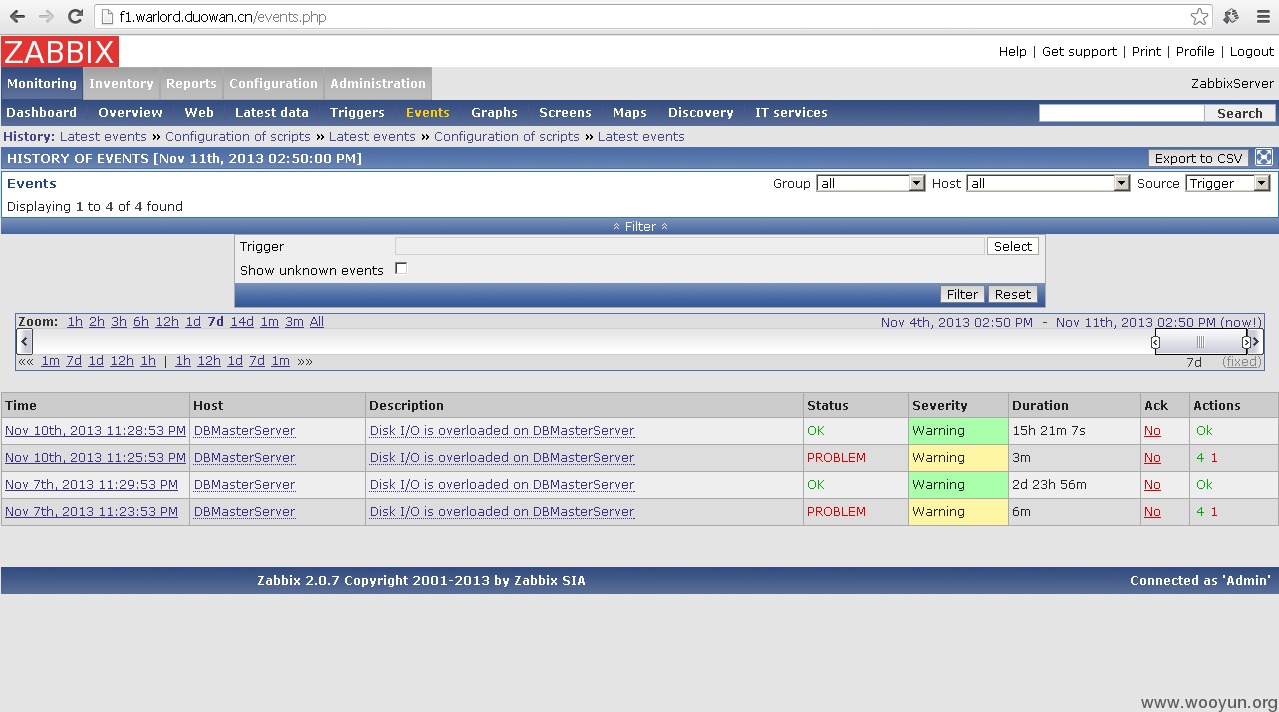 f1.warlord.duowan.cn/events.php
ZABBIX
Help | Get support | Print | Profile | Logout
Monitoring Inventory Reports Configuration Administration
ZabbixServer
Dashboard Overview Web Latest data Triggers Events Graphs Screens Maps Discovery IT services Search
History: Latest events » Configuration of scripts » Latest events » Configuration of scripts » Latest events
HISTORY OF EVENTS [Nov 11th, 2013 02:50:00 PM] Export to CSV
Events Group all Host all Source Trigger
Displaying 1 to 4 of 4 found
Filter
Trigger Select
Show unknown events
Filter Reset
Zoom: 1h 2h 3h 6h 12h 1d 7d 14d 1m 3m All Nov 4th, 2013 02:50 PM - Nov 11th, 2013 02:50 PM (now!)
«« 1m 7d 1d 12h 1h | 1h 12h 1d 7d 1m »» 7d (fixed)
Time Host Description Status Severity Duration Ack Actions
Nov 10th, 2013 11:28:53 PM DBMasterServer Disk I/O is overloaded on DBMasterServer OK Warning 15h 21m 7s No Ok
Nov 10th, 2013 11:25:53 PM DBMasterServer Disk I/O is overloaded on DBMasterServer PROBLEM Warning 3m No 4 1
Nov 7th, 2013 11:29:53 PM DBMasterServer Disk I/O is overloaded on DBMasterServer OK Warning 2d 23h 56m No Ok
Nov 7th, 2013 11:23:53 PM DBMasterServer Disk I/O is overloaded on DBMasterServer PROBLEM Warning 6m No 4 1
Zabbix 2.0.7 Copyright 2001-2013 by Zabbix SIA Connected as 'Admin'
www.wooyun.org